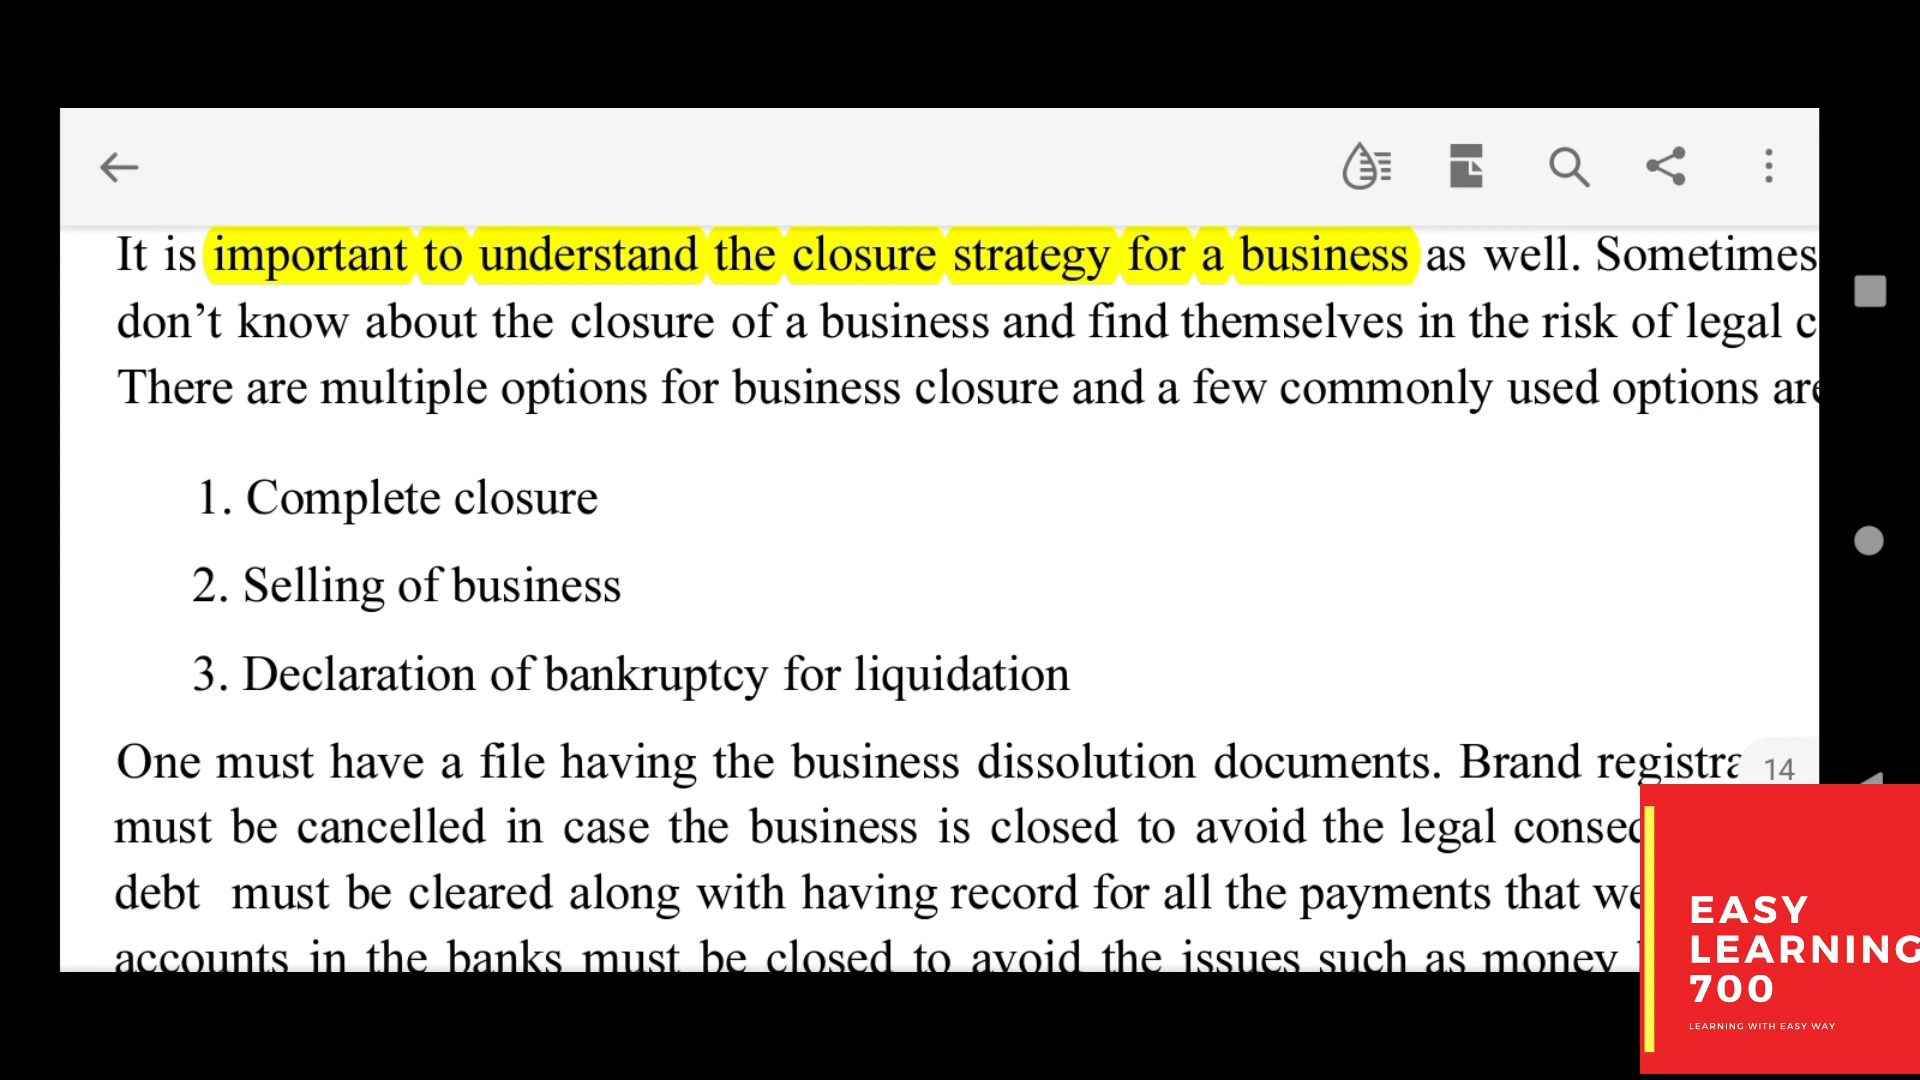 It is important to understand the closure strategy for a business as well. Sometimes
don’t know about the closure of a business and find themselves in the risk of legal
There are multiple options for business closure and a few commonly used options are
1. Complete closure
2. Selling of business
3. Declaration of bankruptcy for liquidation
One must have a file having the business dissolution documents. Brand
14
must be cancelled in case the business is closed to avoid the legal
debt must be cleared along with having record for all the payments that
accounts in the banks must be closed to avoid the issues such as money
EASY
LEARNING
700
LEARNING WITH EASY WAY